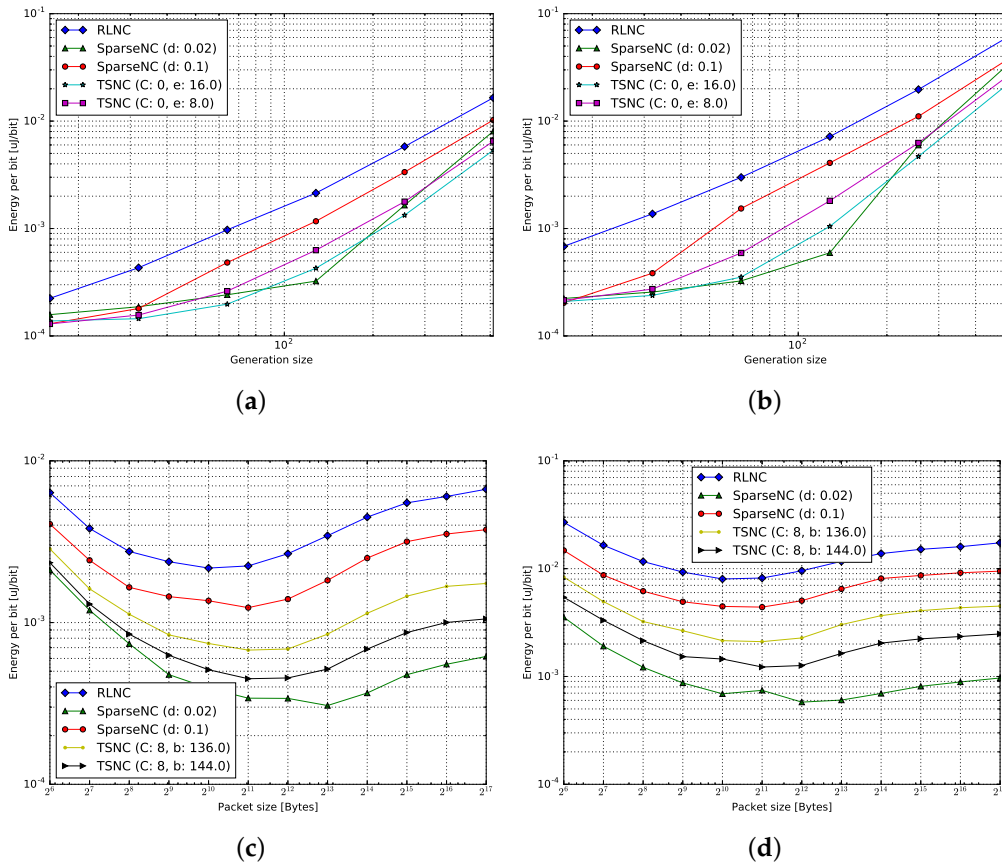 10^-1
10^-2
10^-3
10^-4
Energy per bit [uJ/bit]
RLNC
SparseNC (d: 0.02)
SparseNC (d: 0.1)
TSNC (C: 0, e: 16.0)
TSNC (C: 0, e: 8.0)
10^2
Generation size
(a)
10^-1
10^-2
10^-3
10^-4
Energy per bit [uJ/bit]
RLNC
SparseNC (d: 0.02)
SparseNC (d: 0.1)
TSNC (C: 0, e: 16.0)
TSNC (C: 0, e: 8.0)
10^2
Generation size
(b)
10^-2
10^-3
10^-4
Energy per bit [uJ/bit]
RLNC
SparseNC (d: 0.02)
SparseNC (d: 0.1)
TSNC (C: 8, b: 136.0)
TSNC (C: 8, b: 144.0)
2^6 2^7 2^8 2^9 2^10 2^11 2^12 2^13 2^14 2^15 2^16 2^17
Packet size [Bytes]
(c)
10^-1
10^-2
10^-3
10^-4
Energy per bit [uJ/bit]
RLNC
SparseNC (d: 0.02)
SparseNC (d: 0.1)
TSNC (C: 8, b: 136.0)
TSNC (C: 8, b: 144.0)
2^6 2^7 2^8 2^9 2^10 2^11 2^12 2^13 2^14 2^15 2^16
Packet size [Bytes]
(d)